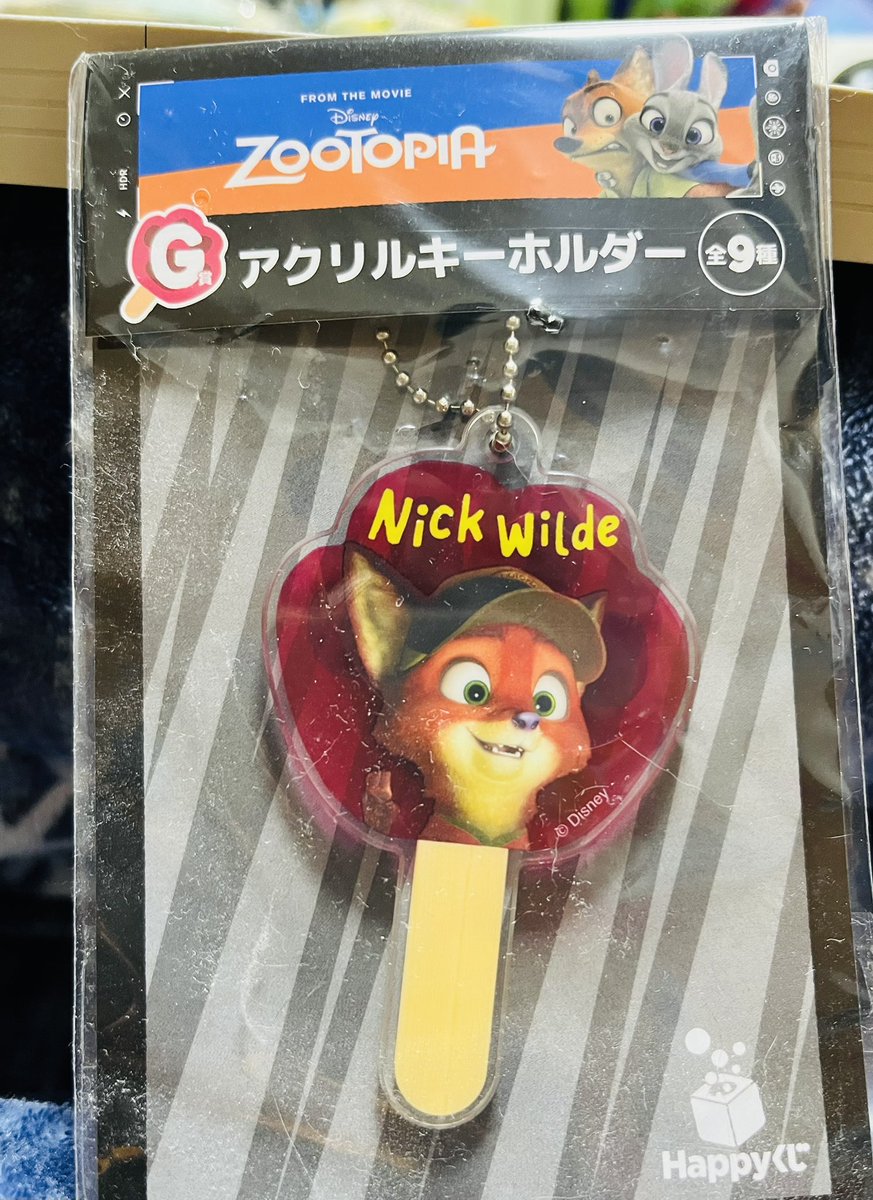 FROM THE MOVIE
Disney
ZOOTOPIA
HDR
G賞
アクリルキーホルダー
全9種
Nick Wilde
© Disney
Happyくじ